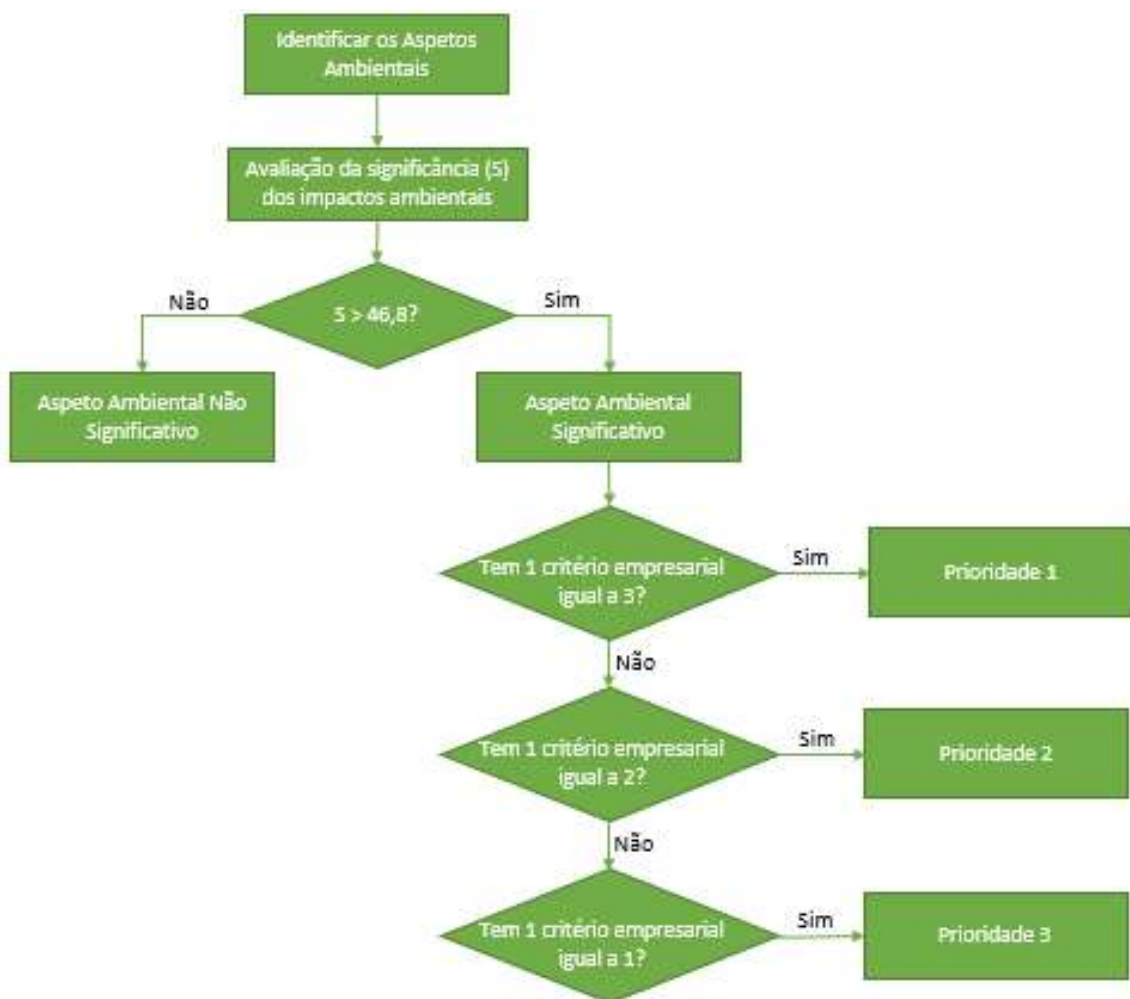 Identificar os Aspetos
Ambientais
Avaliação da significância (S)
dos impactos ambientais
S > 46,8?
Não
Sim
Aspeto Ambiental Não
Significativo
Aspeto Ambiental
Significativo
Tem 1 critério empresarial
igual a 3?
Sim
Prioridade 1
Não
Tem 1 critério empresarial
igual a 2?
Sim
Prioridade 2
Não
Tem 1 critério empresarial
igual a 1?
Sim
Prioridade 3